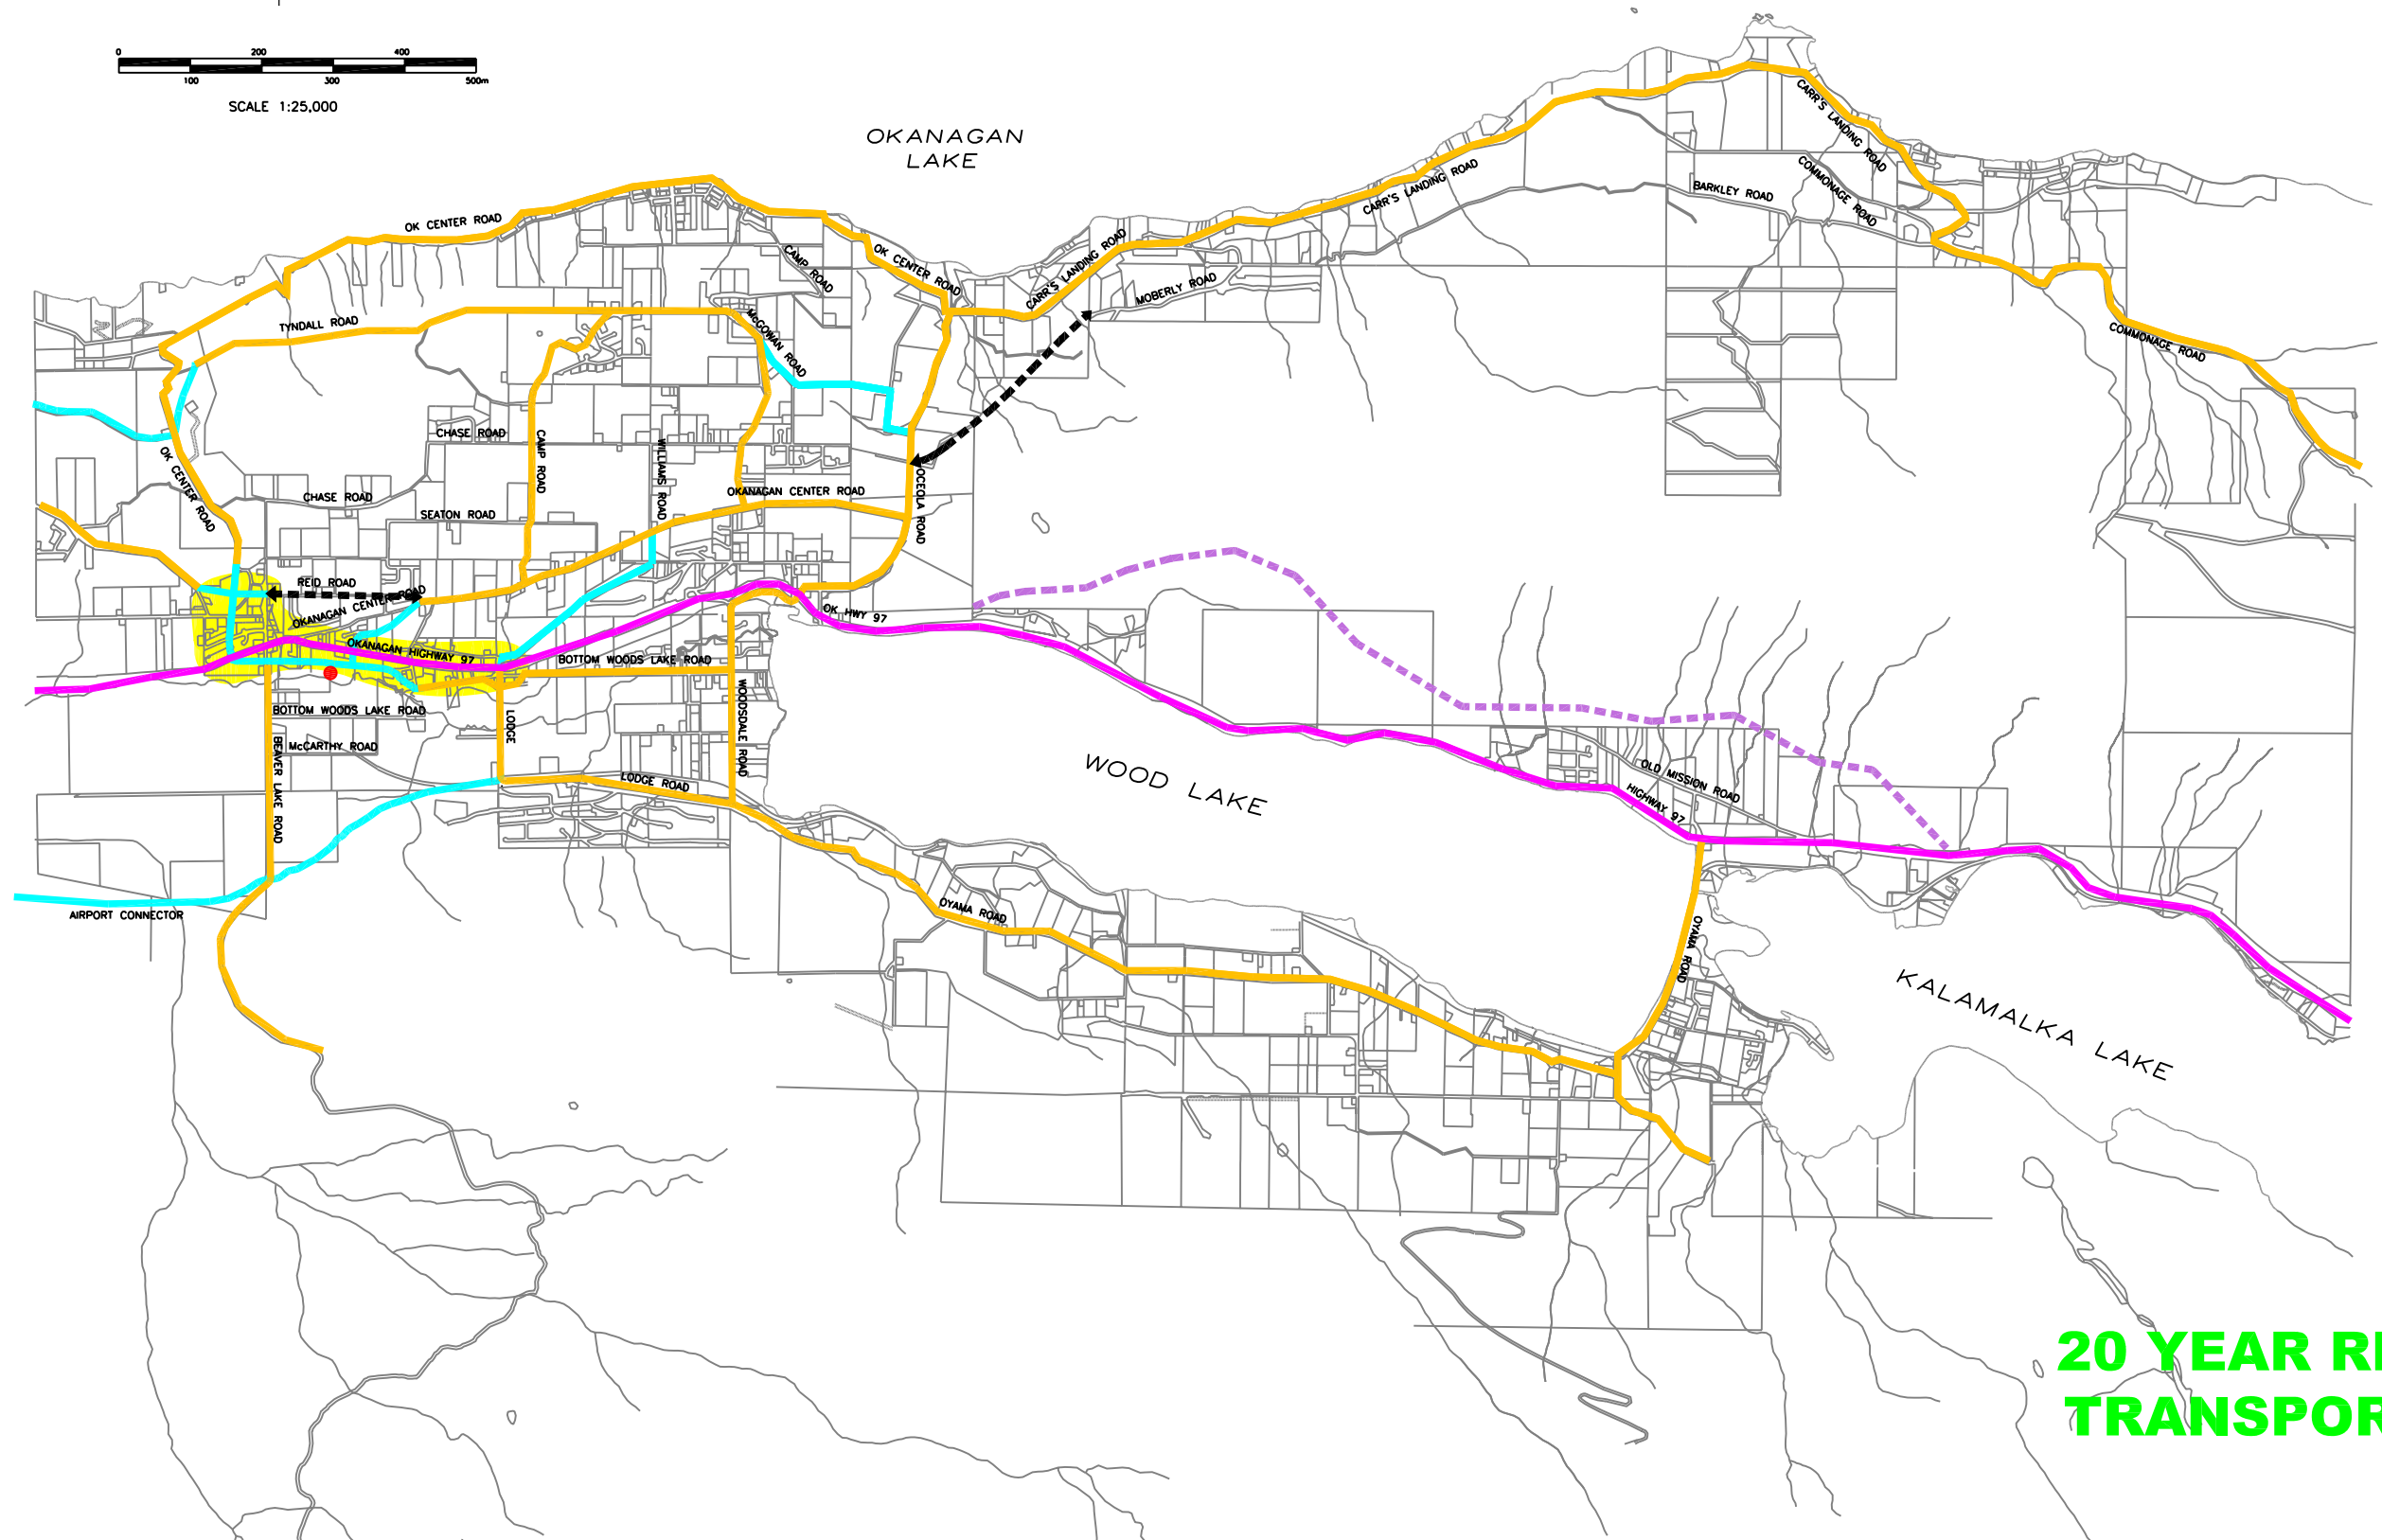 0 200 400
100 300 500m
SCALE 1:25,000
OKANAGAN
LAKE
CARR'S LANDING ROAD
COMMONAGE ROAD
BARKLEY ROAD
CARR'S LANDING ROAD
OK CENTER ROAD
CAMP ROAD
OK CENTER ROAD
CARR'S LANDING ROAD
MOBERLY ROAD
TYNDALL ROAD
McGOWAN ROAD
COMMONAGE ROAD
CHASE ROAD
CAMP ROAD
WILLIAMS ROAD
OK CENTER ROAD
CHASE ROAD
OKANAGAN CENTER ROAD
OCEOLA ROAD
SEATON ROAD
REID ROAD
OKANAGAN CENTER ROAD
OK HWY 97
OKANAGAN HIGHWAY 97
BOTTOM WOODS LAKE ROAD
BOTTOM WOODS LAKE ROAD
LODGE
WOODSDALE ROAD
BEAVER LAKE ROAD
McCARTHY ROAD
LODGE ROAD
WOOD LAKE
OLD MISSION ROAD
HIGHWAY 97
AIRPORT CONNECTOR
OYAMA ROAD
OYAMA ROAD
KALAMALKA LAKE
20 YEAR
TRANSPOR